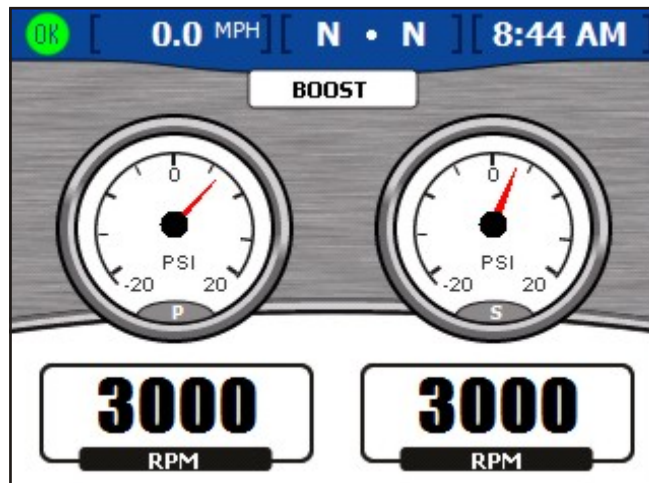 OK [ 0.0 MPH ] [ N • N ] [ 8:44 AM ]
BOOST
0 0
PSI PSI
-20 20 -20 20
P S
3000 3000
RPM RPM